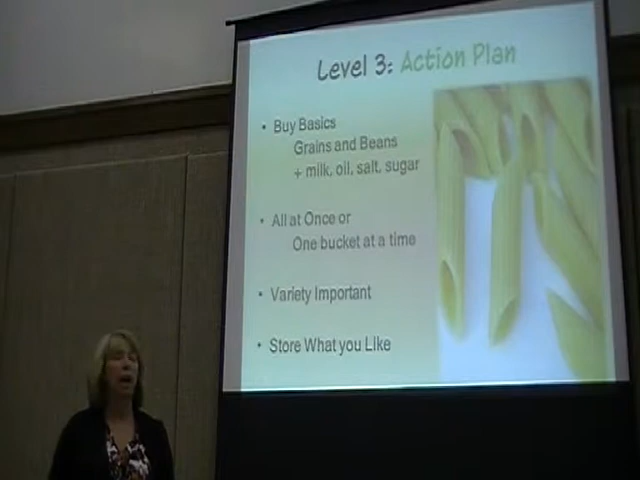 Level 3: Action Plan
• Buy Basics
Grains and Beans
+ milk, oil, salt, sugar
• All at Once or
One bucket at a time
• Variety Important
• Store What you Like